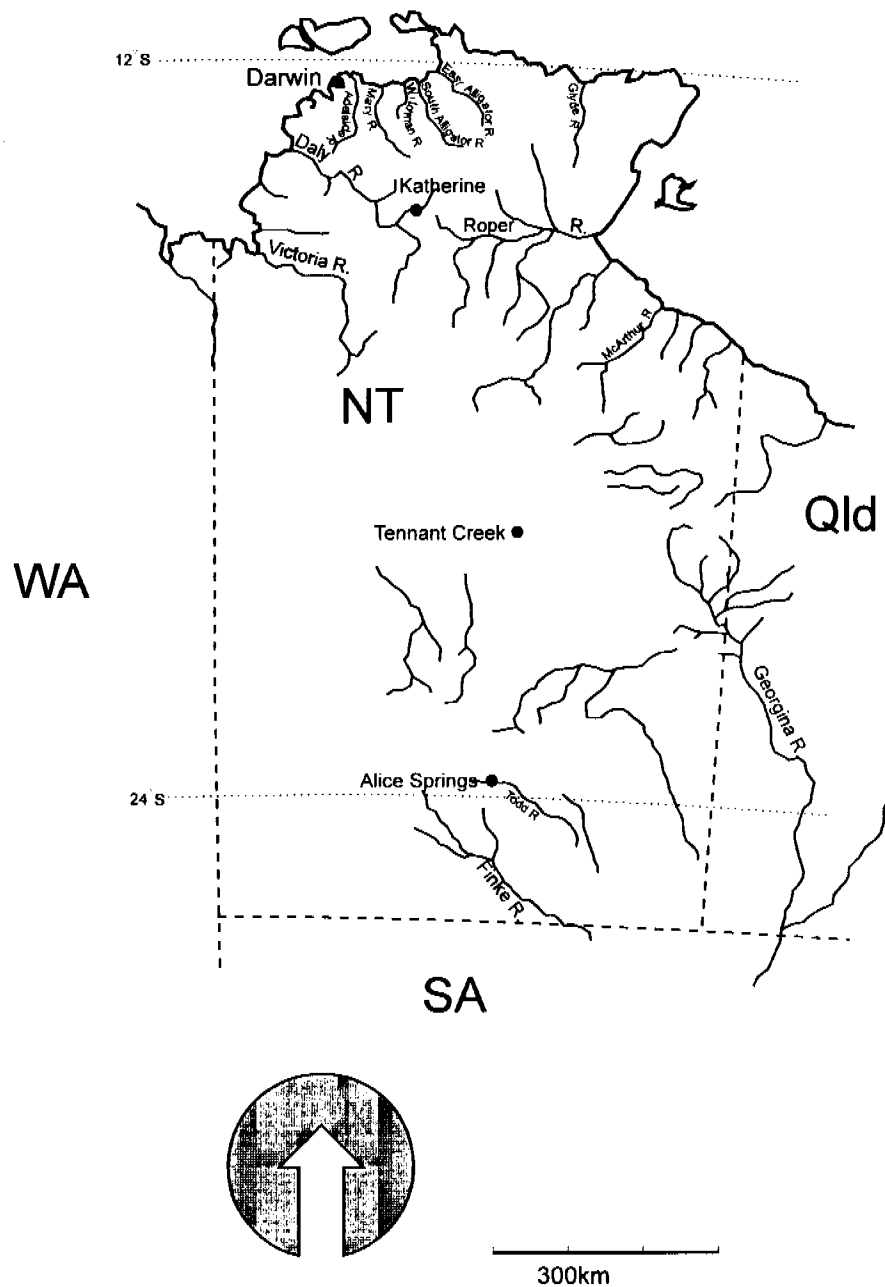 12°S
Darwin
Adelaide R
Mary R
Wildman R
South Alligator R
East Alligator R
Glyde R
Daly R
Katherine
Roper R.
Victoria R.
McArthur R
NT
Qld
Tennant Creek
WA
Georgina R
Alice Springs
24°S
Todd R
Finke R.
SA
300km